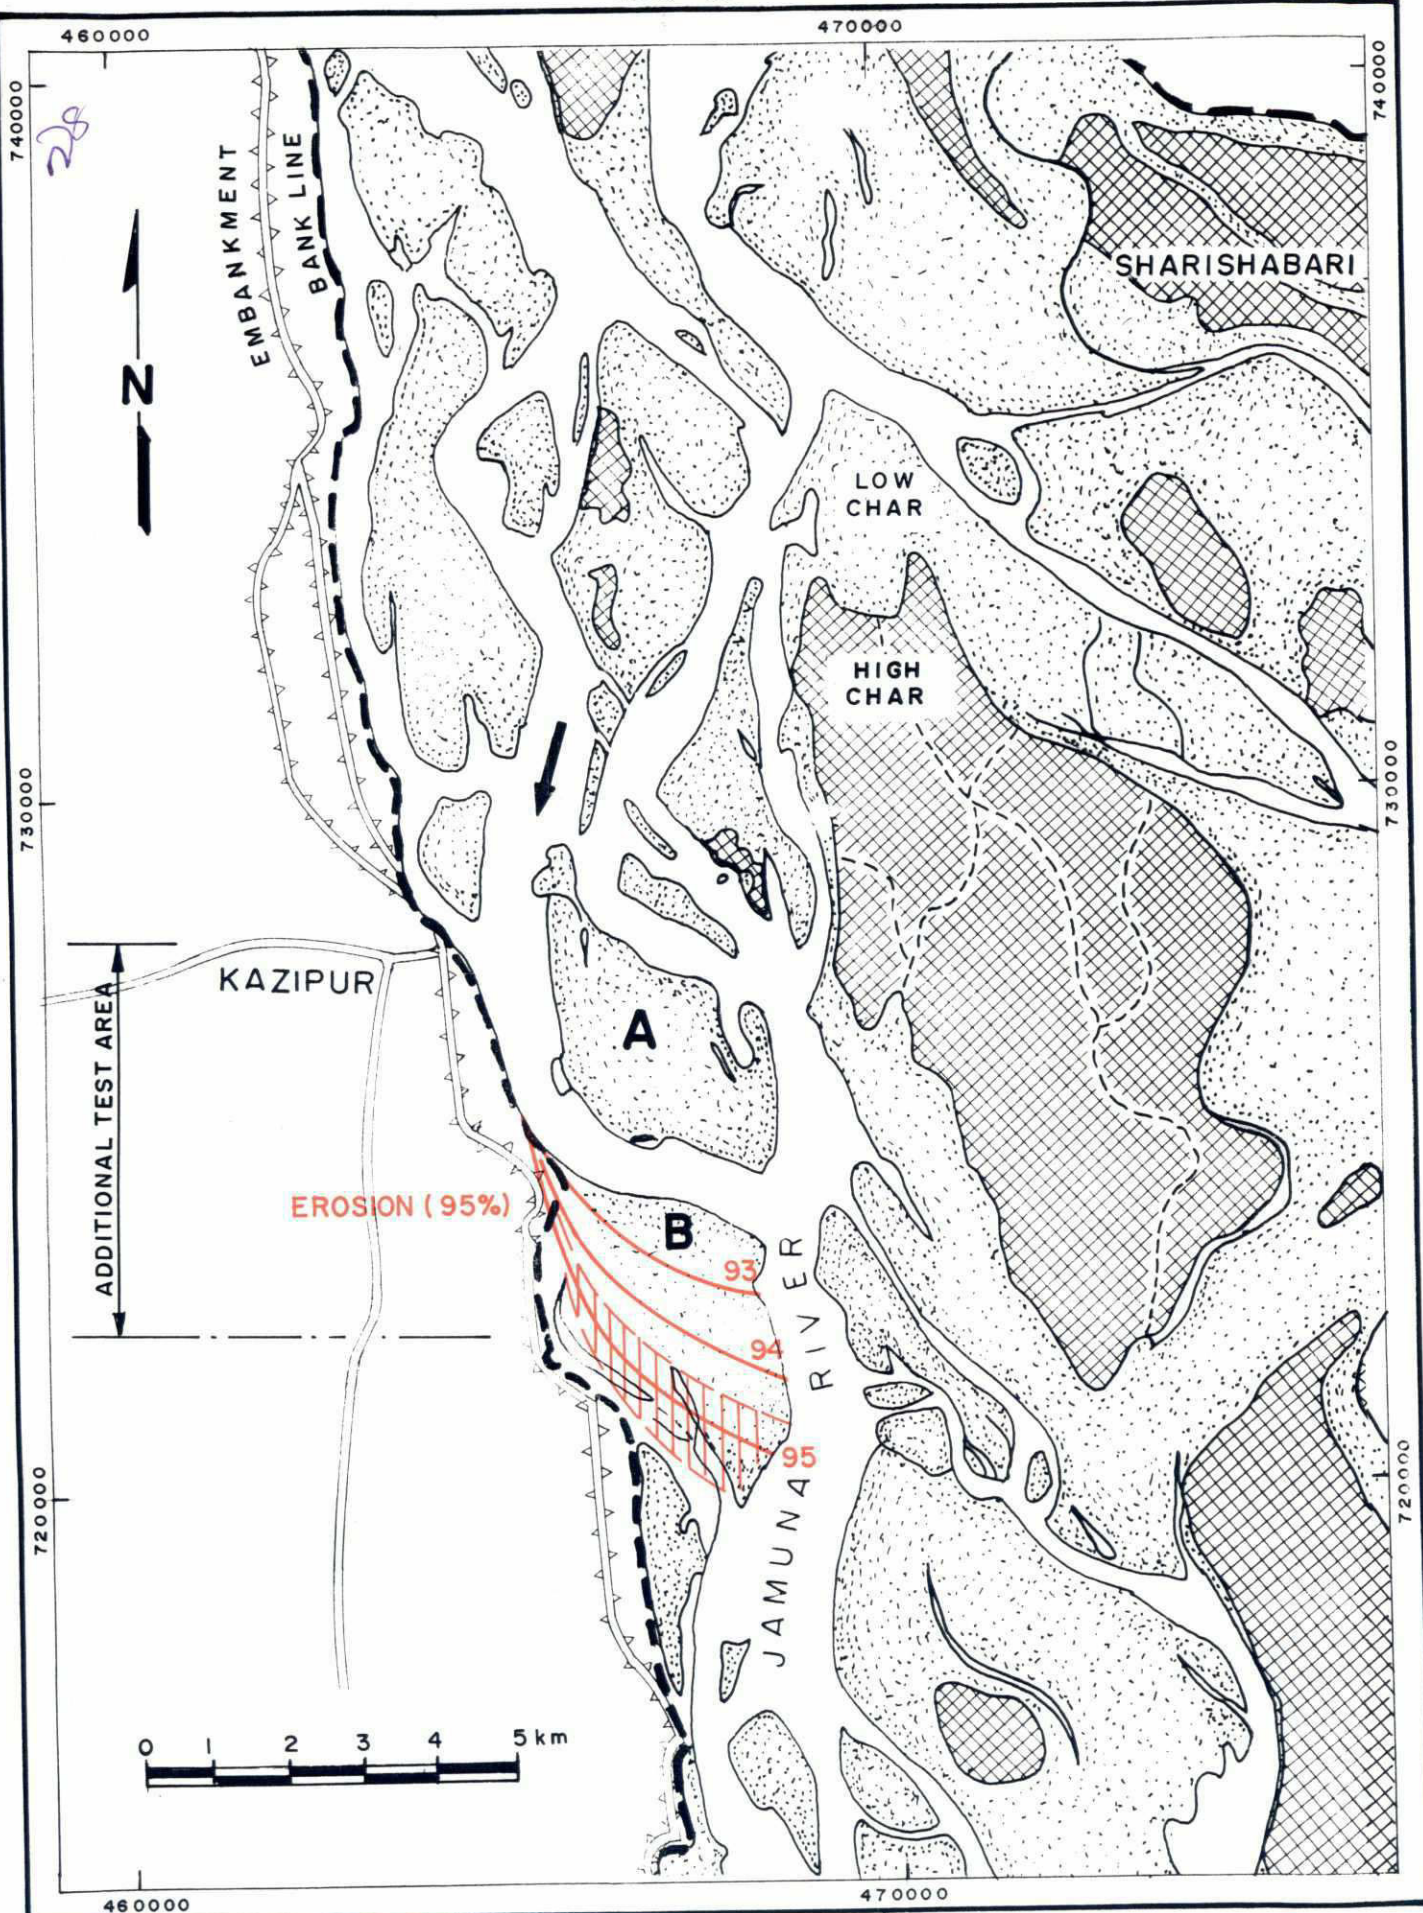 460000
470000
740000
740000
28
EMBANKMENT
BANK LINE
N
SHARISHABARI
LOW
CHAR
HIGH
CHAR
730000
730000
KAZIPUR
A
ADDITIONAL TEST AREA
EROSION (95%)
B
93
94
95
JAMUNA RIVER
720000
720000
0 1 2 3 4 5 km
460000
470000